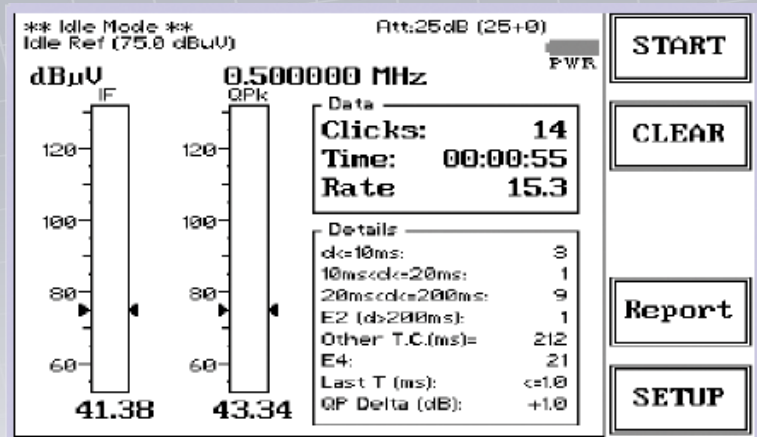 ** Idle Mode **
Att:25dB (25+0)
Idle Ref (75.0 dBµV)
PWR
dBµV
0.500000 MHz
IF
QPk
120
100
80
60
120
100
80
60
41.38
43.34
Data
Clicks: 14
Time: 00:00:55
Rate 15.3
Details
d<=10ms: 3
10ms<d<=20ms: 1
20ms<d<=200ms: 9
E2 (d>200ms): 1
Other T.C.(ms)= 212
E4: 21
Last T (ms): <=1.0
QP Delta (dB): +1.0
START
CLEAR
Report
SETUP